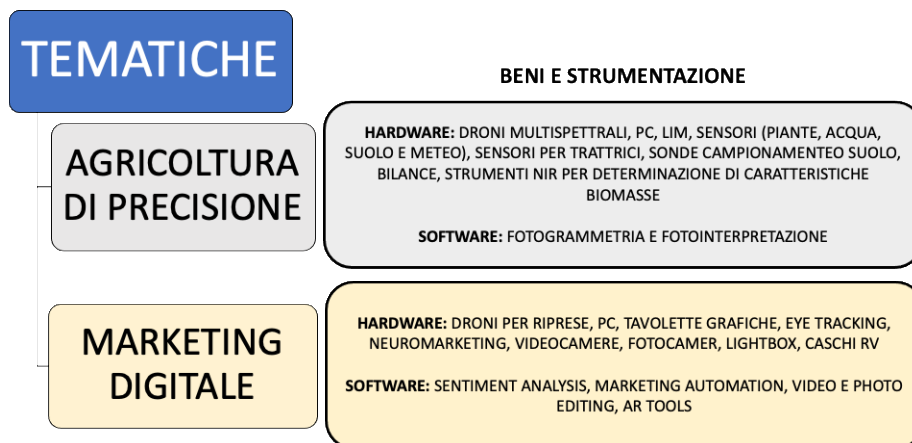 TEMATICHE
BENI E STRUMENTAZIONE
AGRICOLTURA
DI PRECISIONE
HARDWARE: DRONI MULTISPETTRALI, PC, LIM, SENSORI (PIANTE, ACQUA,
SUOLO E METEO), SENSORI PER TRATTRICI, SONDE CAMPIONAMENTEO SUOLO,
BILANCE, STRUMENTI NIR PER DETERMINAZIONE DI CARATTERISTICHE
BIOMASSE
SOFTWARE: FOTOGRAMMETRIA E FOTOINTERPRETAZIONE
MARKETING
DIGITALE
HARDWARE: DRONI PER RIPRESE, PC, TAVOLETTE GRAFICHE, EYE TRACKING,
NEUROMARKETING, VIDEOCAMERE, FOTOCAMER, LIGHTBOX, CASCHI RV
SOFTWARE: SENTIMENT ANALYSIS, MARKETING AUTOMATION, VIDEO E PHOTO
EDITING, AR TOOLS